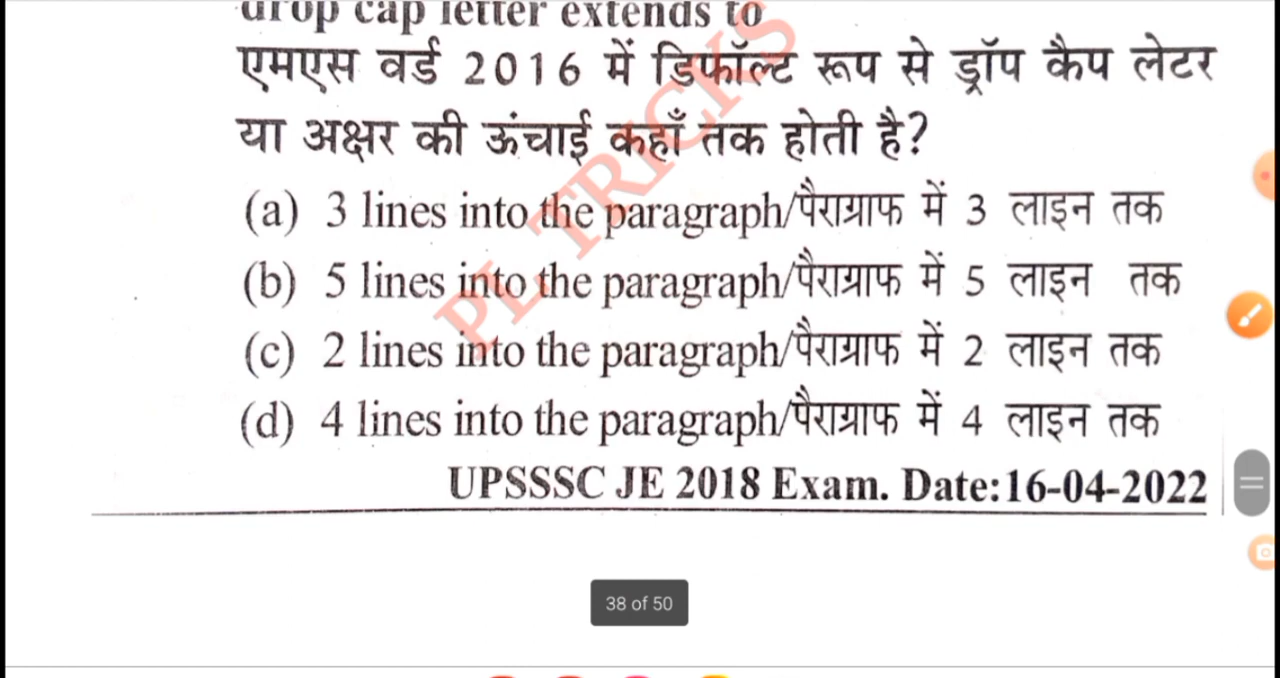 drop cap letter extends to
एमएस वर्ड 2016 में डिफॉल्ट रूप से ड्रॉप कैप लेटर
या अक्षर की ऊंचाई कहाँ तक होती है?
(a) 3 lines into the paragraph/पैराग्राफ में 3 लाइन तक
(b) 5 lines into the paragraph/पैराग्राफ में 5 लाइन तक
(c) 2 lines into the paragraph/पैराग्राफ में 2 लाइन तक
(d) 4 lines into the paragraph/पैराग्राफ में 4 लाइन तक
UPSSSC JE 2018 Exam. Date:16-04-2022
PL TRICKS
38 of 50